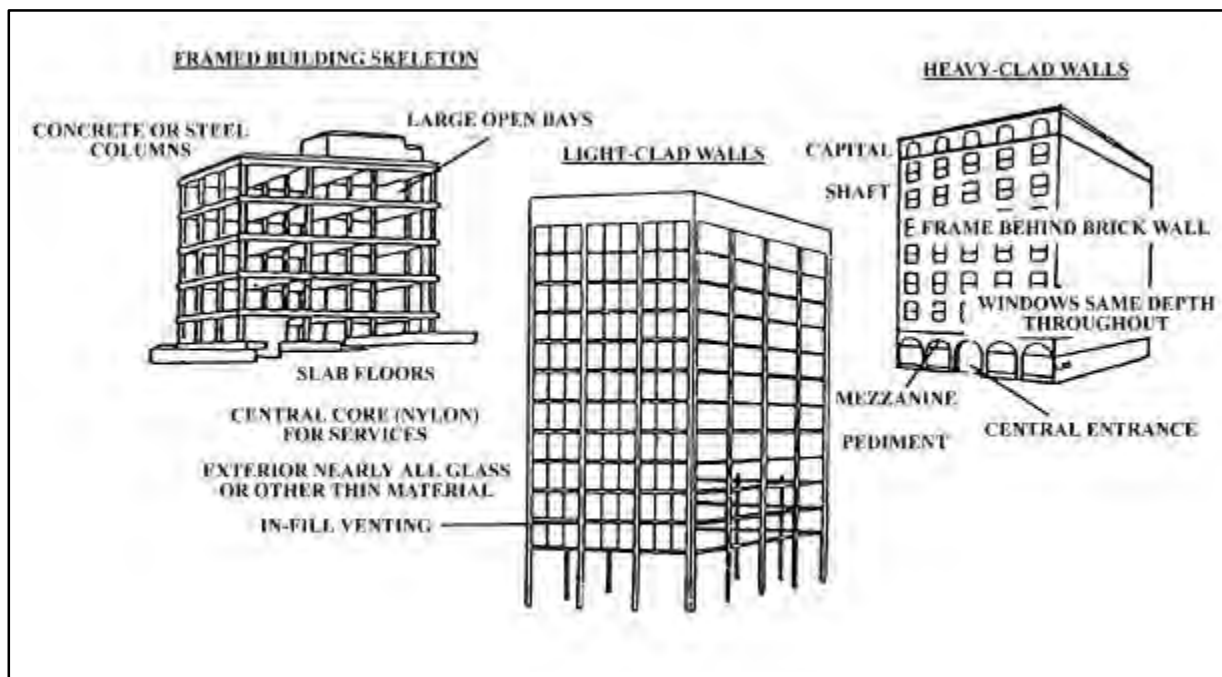 FRAMED BUILDING SKELETON
CONCRETE OR STEEL
COLUMNS
LARGE OPEN BAYS
SLAB FLOORS
LIGHT-CLAD WALLS
CENTRAL CORE (NYLON)
FOR SERVICES
EXTERIOR NEARLY ALL GLASS
OR OTHER THIN MATERIAL
IN-FILL VENTING
HEAVY-CLAD WALLS
CAPITAL
SHAFT
FRAME BEHIND BRICK WALL
WINDOWS SAME DEPTH
THROUGHOUT
MEZZANINE
CENTRAL ENTRANCE
PEDIMENT